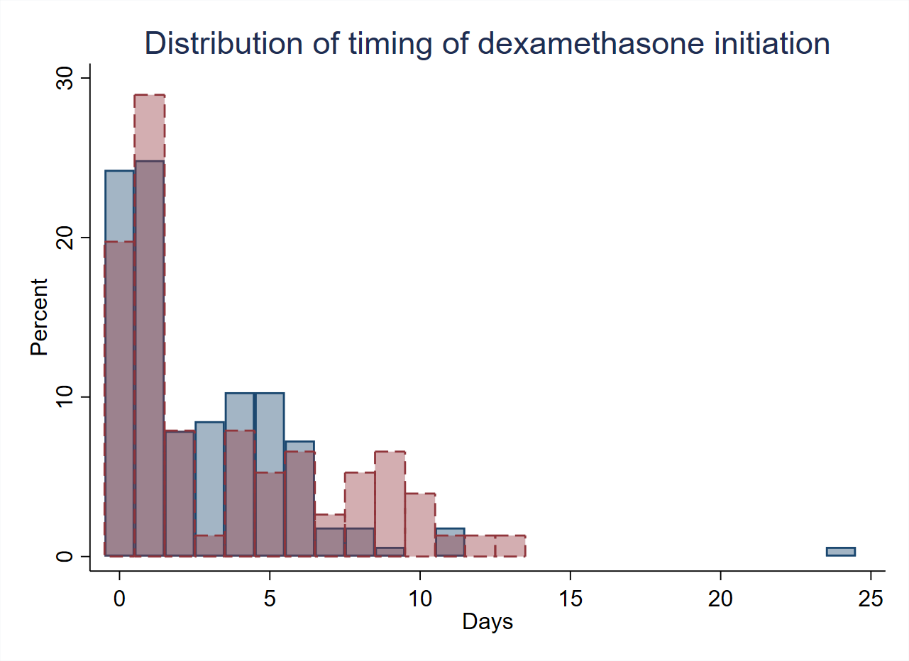 Distribution of timing of dexamethasone initiation
30
20
10
0
Percent
0 5 10 15 20 25
Days